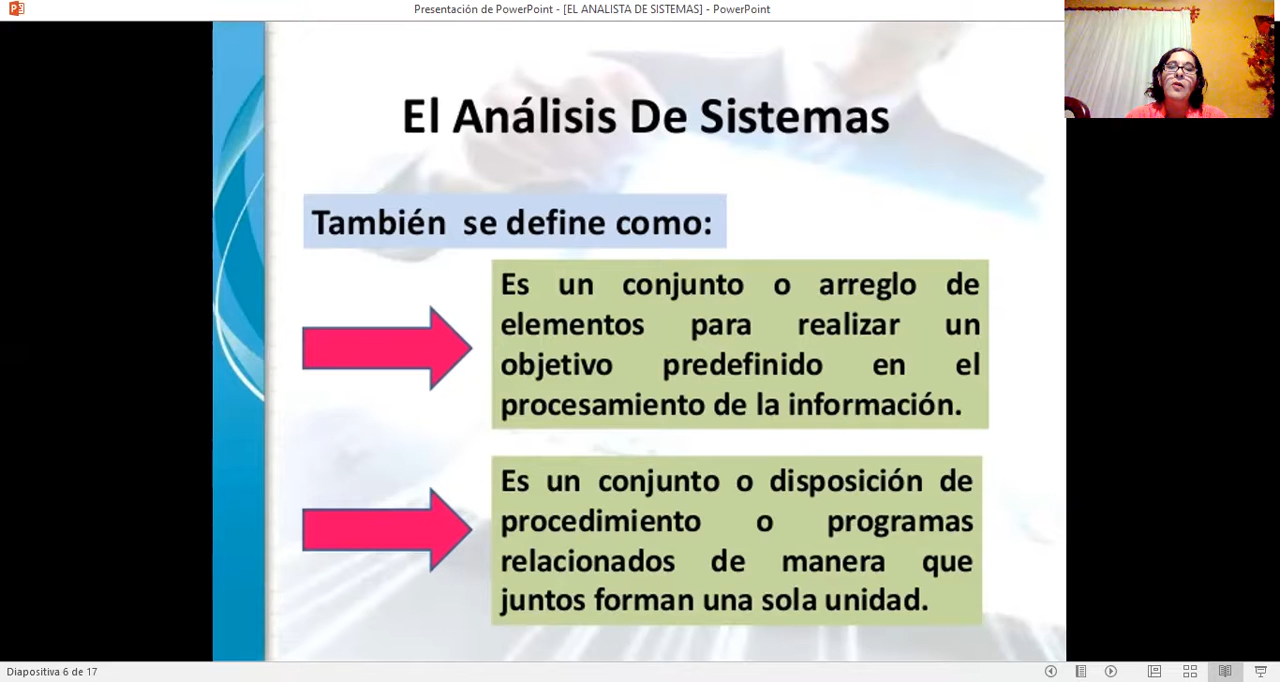 Presentación de PowerPoint - [EL ANALISTA DE SISTEMAS] - PowerPoint
El Análisis De Sistemas
También se define como:
Es un conjunto o arreglo de
elementos para realizar un
objetivo predefinido en el
procesamiento de la información.
Es un conjunto o disposición de
procedimiento o programas
relacionados de manera que
juntos forman una sola unidad.
Diapositiva 6 de 17